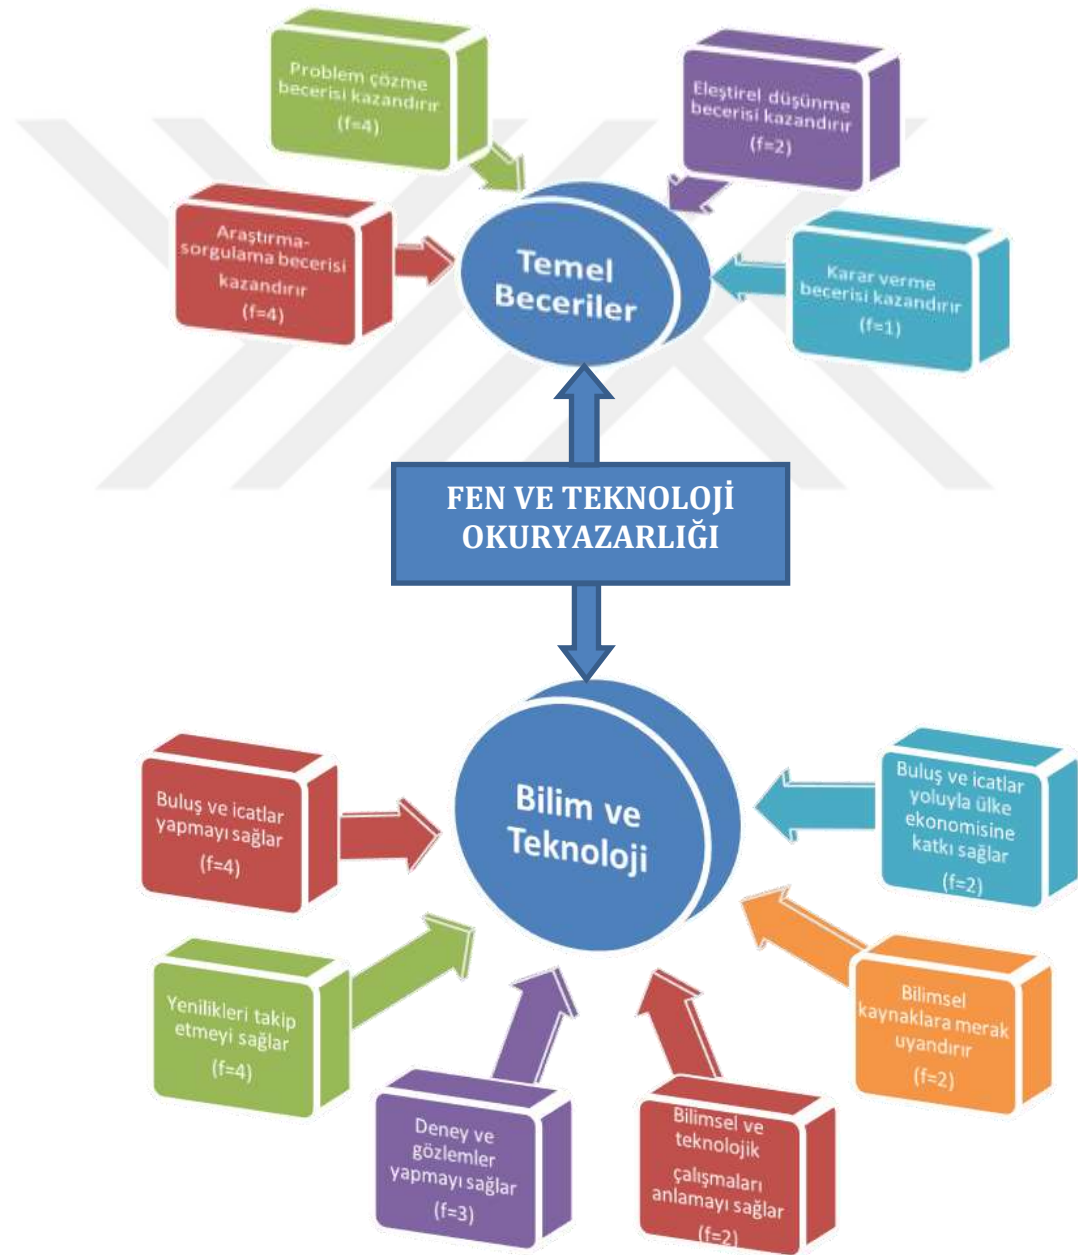 Problem çözme
becerisi kazandırır
(f=4)
Eleştirel düşünme
becerisi kazandırır
(f=2)
Araştırma-
sorgulama becerisi
kazandırır
(f=4)
Temel
Beceriler
Karar verme
becerisi kazandırır
(f=1)
FEN VE TEKNOLOJİ
OKURYAZARLIĞI
Bilim ve
Teknoloji
Buluş ve icatlar
yapmayı sağlar
(f=4)
Buluş ve icatlar
yoluyla ülke
ekonomisine
katkı sağlar
(f=2)
Yenilikleri takip
etmeyi sağlar
(f=4)
Bilimsel
kaynaklara merak
uyandırır
(f=2)
Deney ve
gözlemler
yapmayı sağlar
(f=3)
Bilimsel ve
teknolojik
çalışmaları
anlamayı sağlar
(f=2)